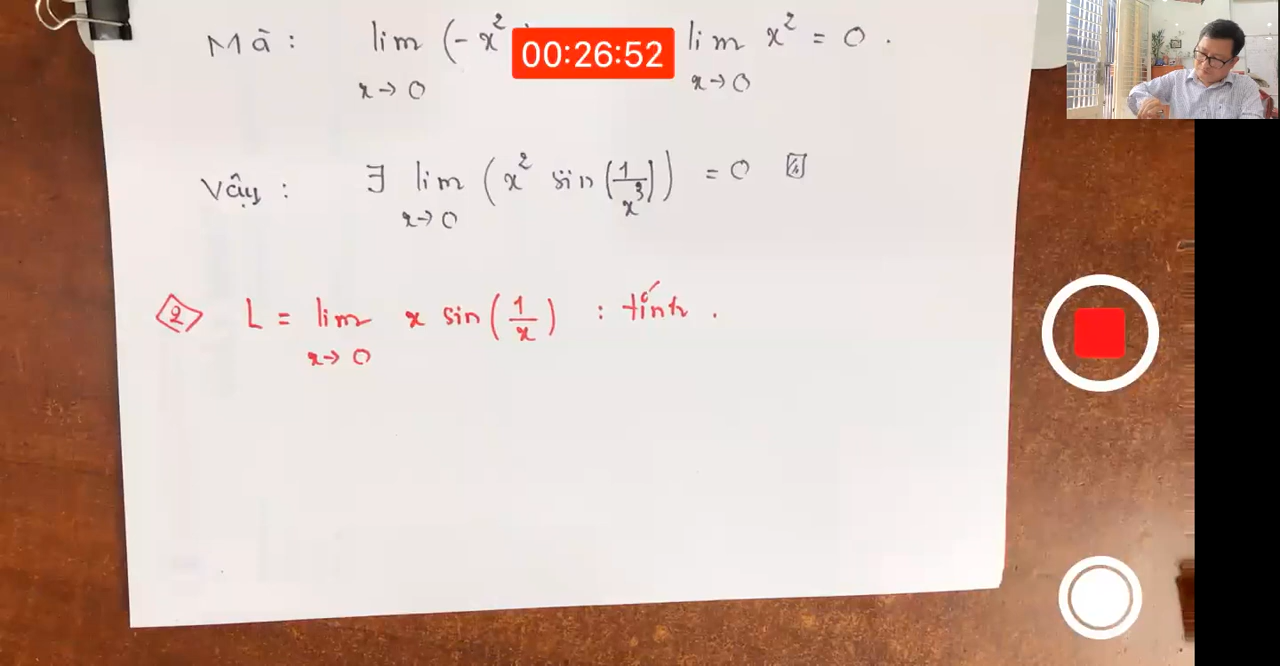 Mà : lim (-x² lim x² = 0 .
x→0 x→0
00:26:52
Vậy : ∃ lim (x² sin(1/x³)) = 0
x→0
② L = lim x sin(1/x) : tính .
x→0